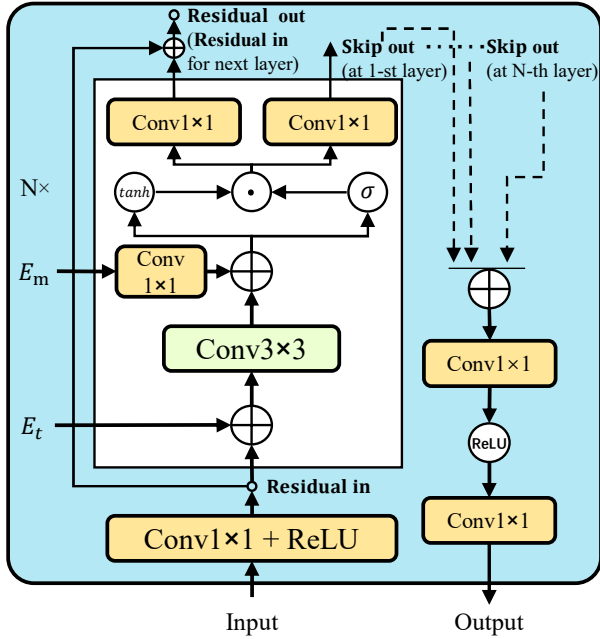 Residual out
(Residual in
for next layer)
Skip out ······ Skip out
(at 1-st layer) (at N-th layer)
Conv1×1 Conv1×1
N×
tanh
σ
E_m
Conv
1×1
Conv3×3
E_t
Residual in
Conv1×1 + ReLU
Input
Conv1×1
ReLU
Conv1×1
Output